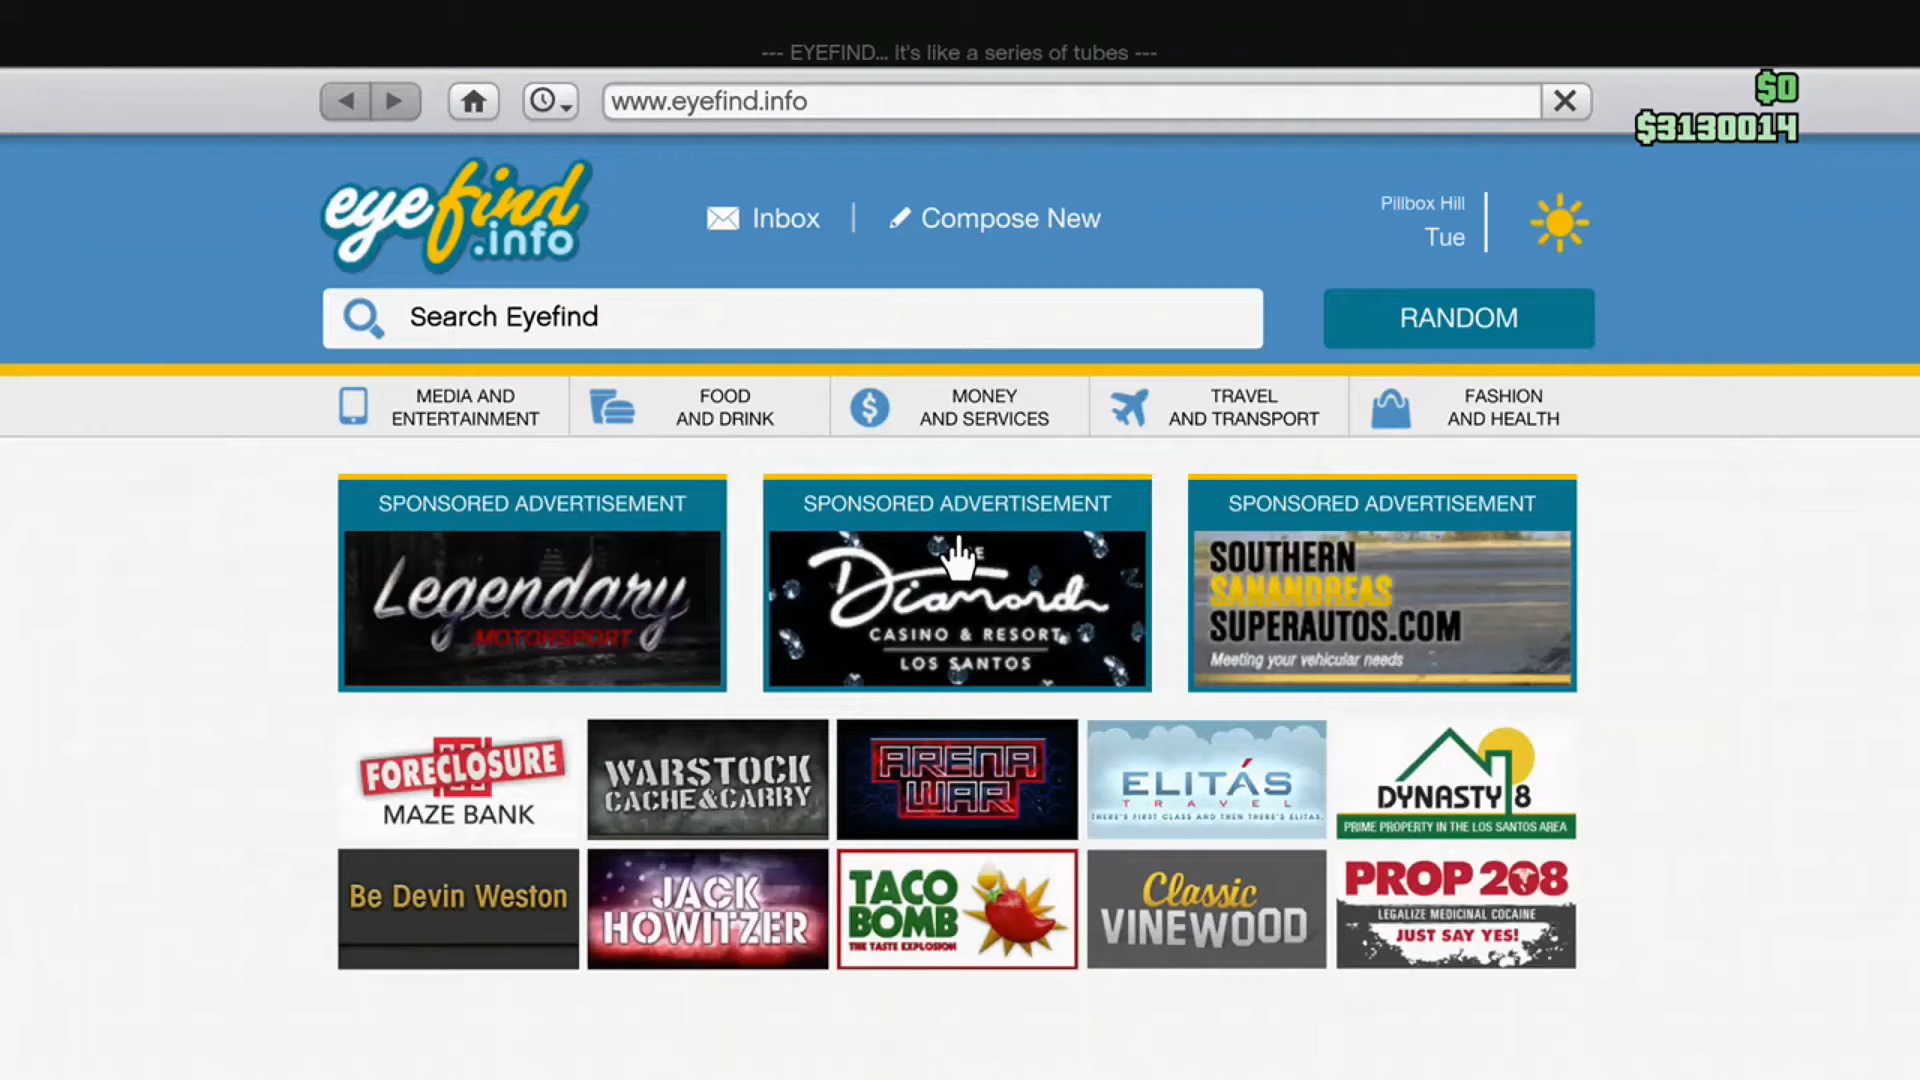 --- EYEFIND... It's like a series of tubes ---
www.eyefind.info
$0
$3130014
eyefind
.info
Inbox
Compose New
Pillbox Hill
Tue
Search Eyefind
RANDOM
MEDIA AND
ENTERTAINMENT
FOOD
AND DRINK
MONEY
AND SERVICES
TRAVEL
AND TRANSPORT
FASHION
AND HEALTH
SPONSORED ADVERTISEMENT
Legendary
MOTORSPORT
SPONSORED ADVERTISEMENT
Diamond
CASINO & RESORT
LOS SANTOS
SPONSORED ADVERTISEMENT
SOUTHERN
SANANDREAS
SUPERAUTOS.COM
Meeting your vehicular needs
FORECLOSURE
MAZE BANK
WARSTOCK
CACHE&CARRY
ARENA
WAR
ELITÁS
TRAVEL
THERE'S FIRST CLASS AND THEN THERE'S ELITAS.
DYNASTY 8
PRIME PROPERTY IN THE LOS SANTOS AREA
Be Devin Weston
JACK
HOWITZER
TACO
BOMB
THE TASTE EXPLOSION
Classic
VINEWOOD
PROP 208
LEGALIZE MEDICINAL COCAINE
JUST SAY YES!